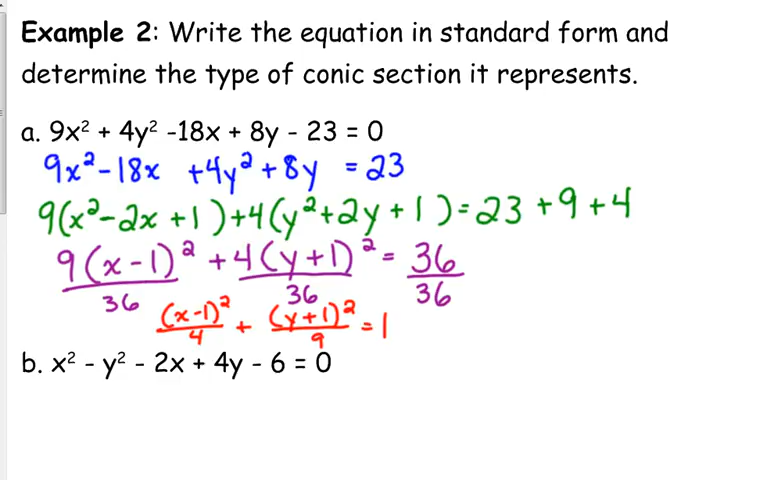 Example 2: Write the equation in standard form and
determine the type of conic section it represents.
a. 9x² + 4y² -18x + 8y - 23 = 0
9x² - 18x + 4y² + 8y = 23
9(x² - 2x + 1) + 4(y² + 2y + 1) = 23 + 9 + 4
9(x - 1)²/36 + 4(y + 1)²/36 = 36/36
(x - 1)²/4 + (y + 1)²/9 = 1
b. x² - y² - 2x + 4y - 6 = 0